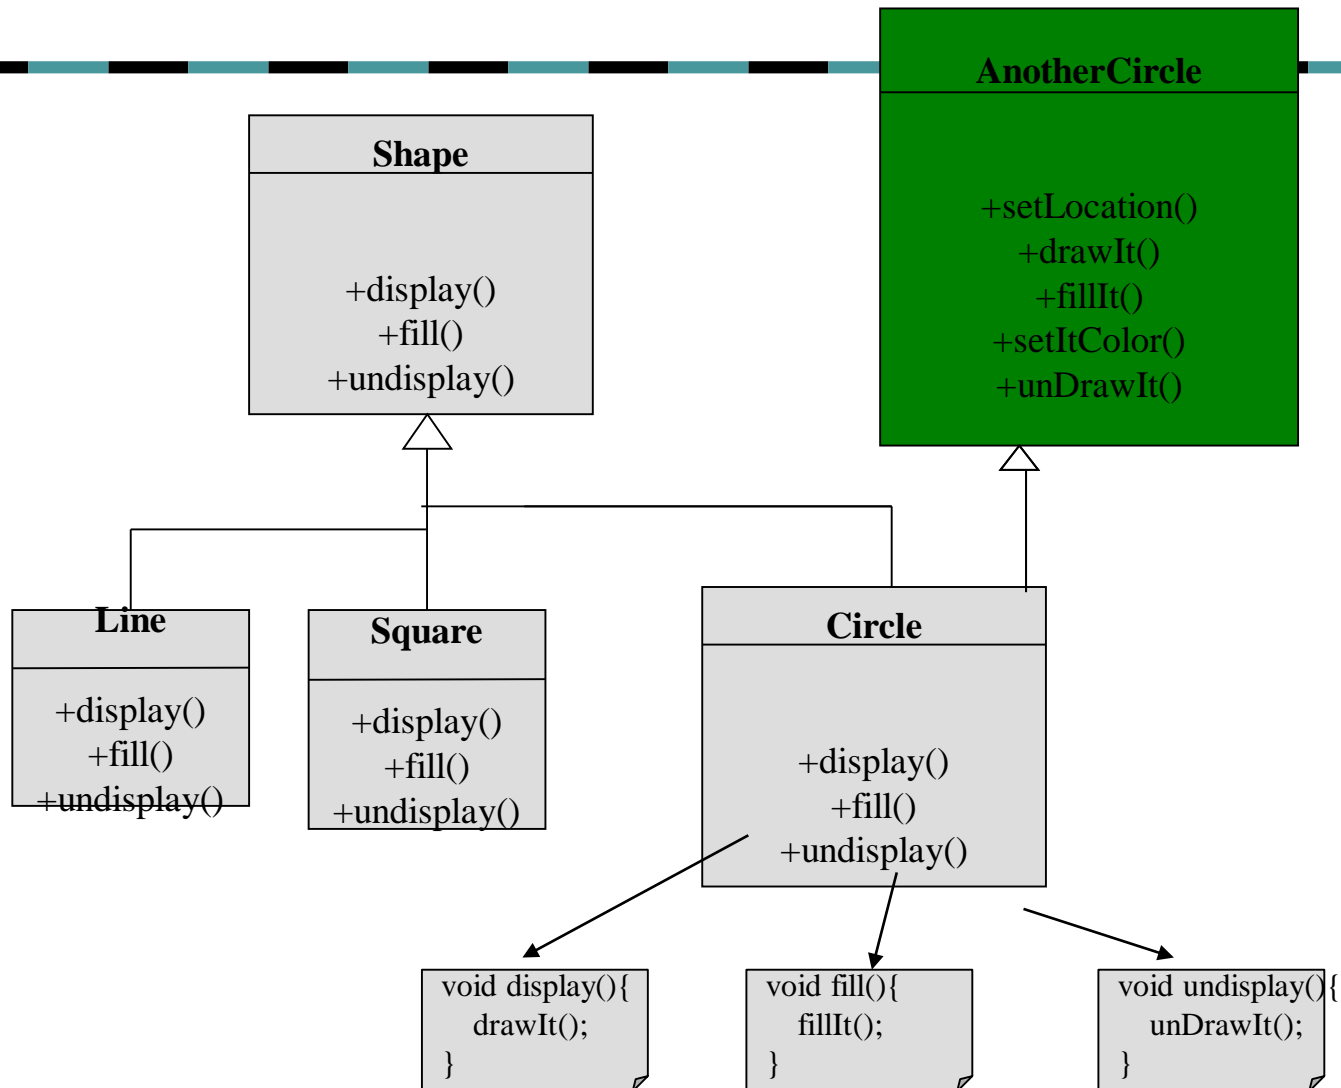 AnotherCircle
+setLocation()
+drawIt()
+fillIt()
+setItColor()
+unDrawIt()
Shape
+display()
+fill()
+undisplay()
Line
+display()
+fill()
+undisplay()
Square
+display()
+fill()
+undisplay()
Circle
+display()
+fill()
+undisplay()
void display(){
drawIt();
}
void fill(){
fillIt();
}
void undisplay(){
unDrawIt();
}